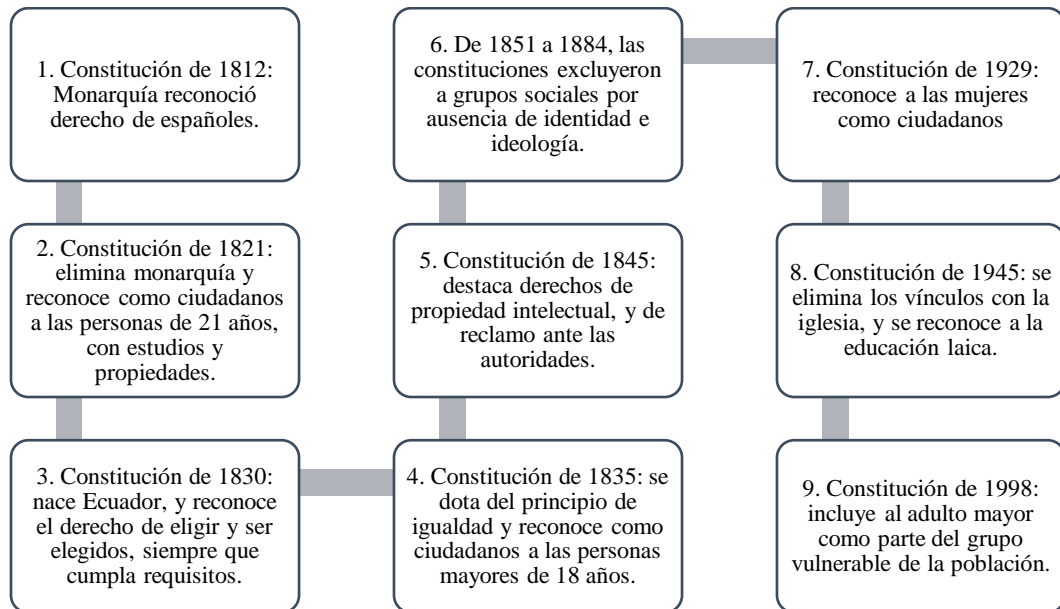 1. Constitución de 1812:
Monarquía reconoció
derecho de españoles.
2. Constitución de 1821:
elimina monarquía y
reconoce como ciudadanos
a las personas de 21 años,
con estudios y
propiedades.
3. Constitución de 1830:
nace Ecuador, y reconoce
el derecho de eligir y ser
elegidos, siempre que
cumpla requisitos.
4. Constitución de 1835: se
dota del principio de
igualdad y reconoce como
ciudadanos a las personas
mayores de 18 años.
5. Constitución de 1845:
destaca derechos de
propiedad intelectual, y de
reclamo ante las
autoridades.
6. De 1851 a 1884, las
constituciones excluyeron
a grupos sociales por
ausencia de identidad e
ideología.
7. Constitución de 1929:
reconoce a las mujeres
como ciudadanos
8. Constitución de 1945: se
elimina los vínculos con la
iglesia, y se reconoce a la
educación laica.
9. Constitución de 1998:
incluye al adulto mayor
como parte del grupo
vulnerable de la población.